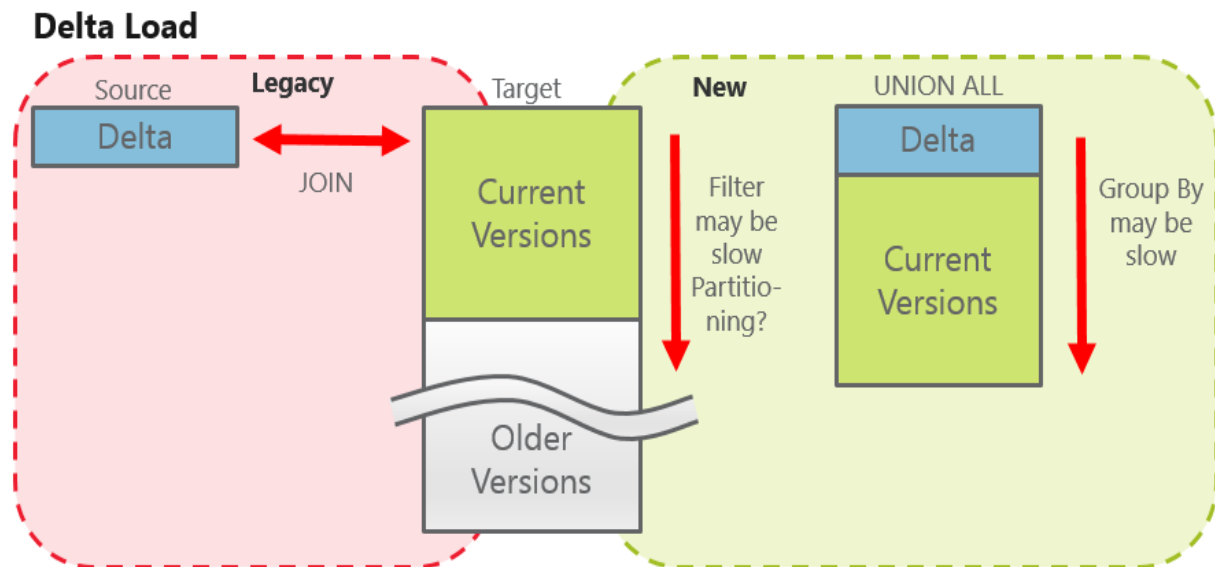 Delta Load
Source
Legacy
Delta
JOIN
Target
Current
Versions
Older
Versions
New
Filter
may be
slow
Partitio-
ning?
UNION ALL
Delta
Current
Versions
Group By
may be
slow